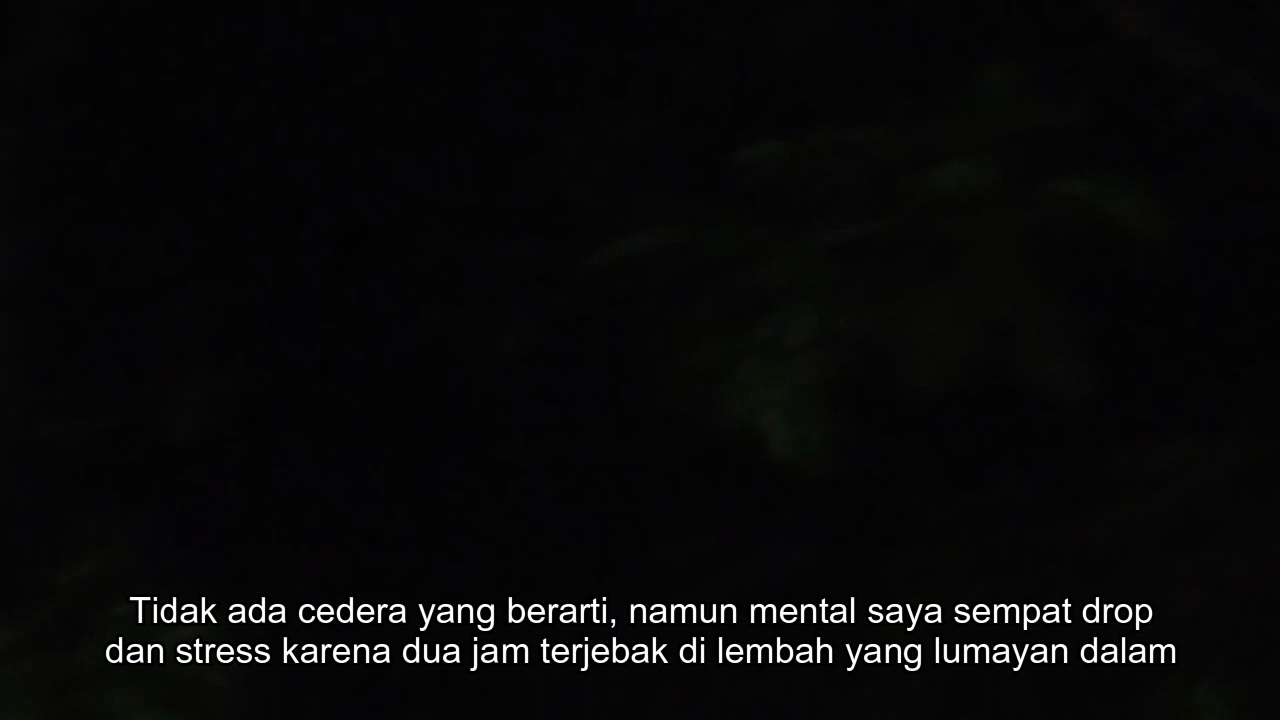 Tidak ada cedera yang berarti, namun mental saya sempat drop
dan stress karena dua jam terjebak di lembah yang lumayan dalam